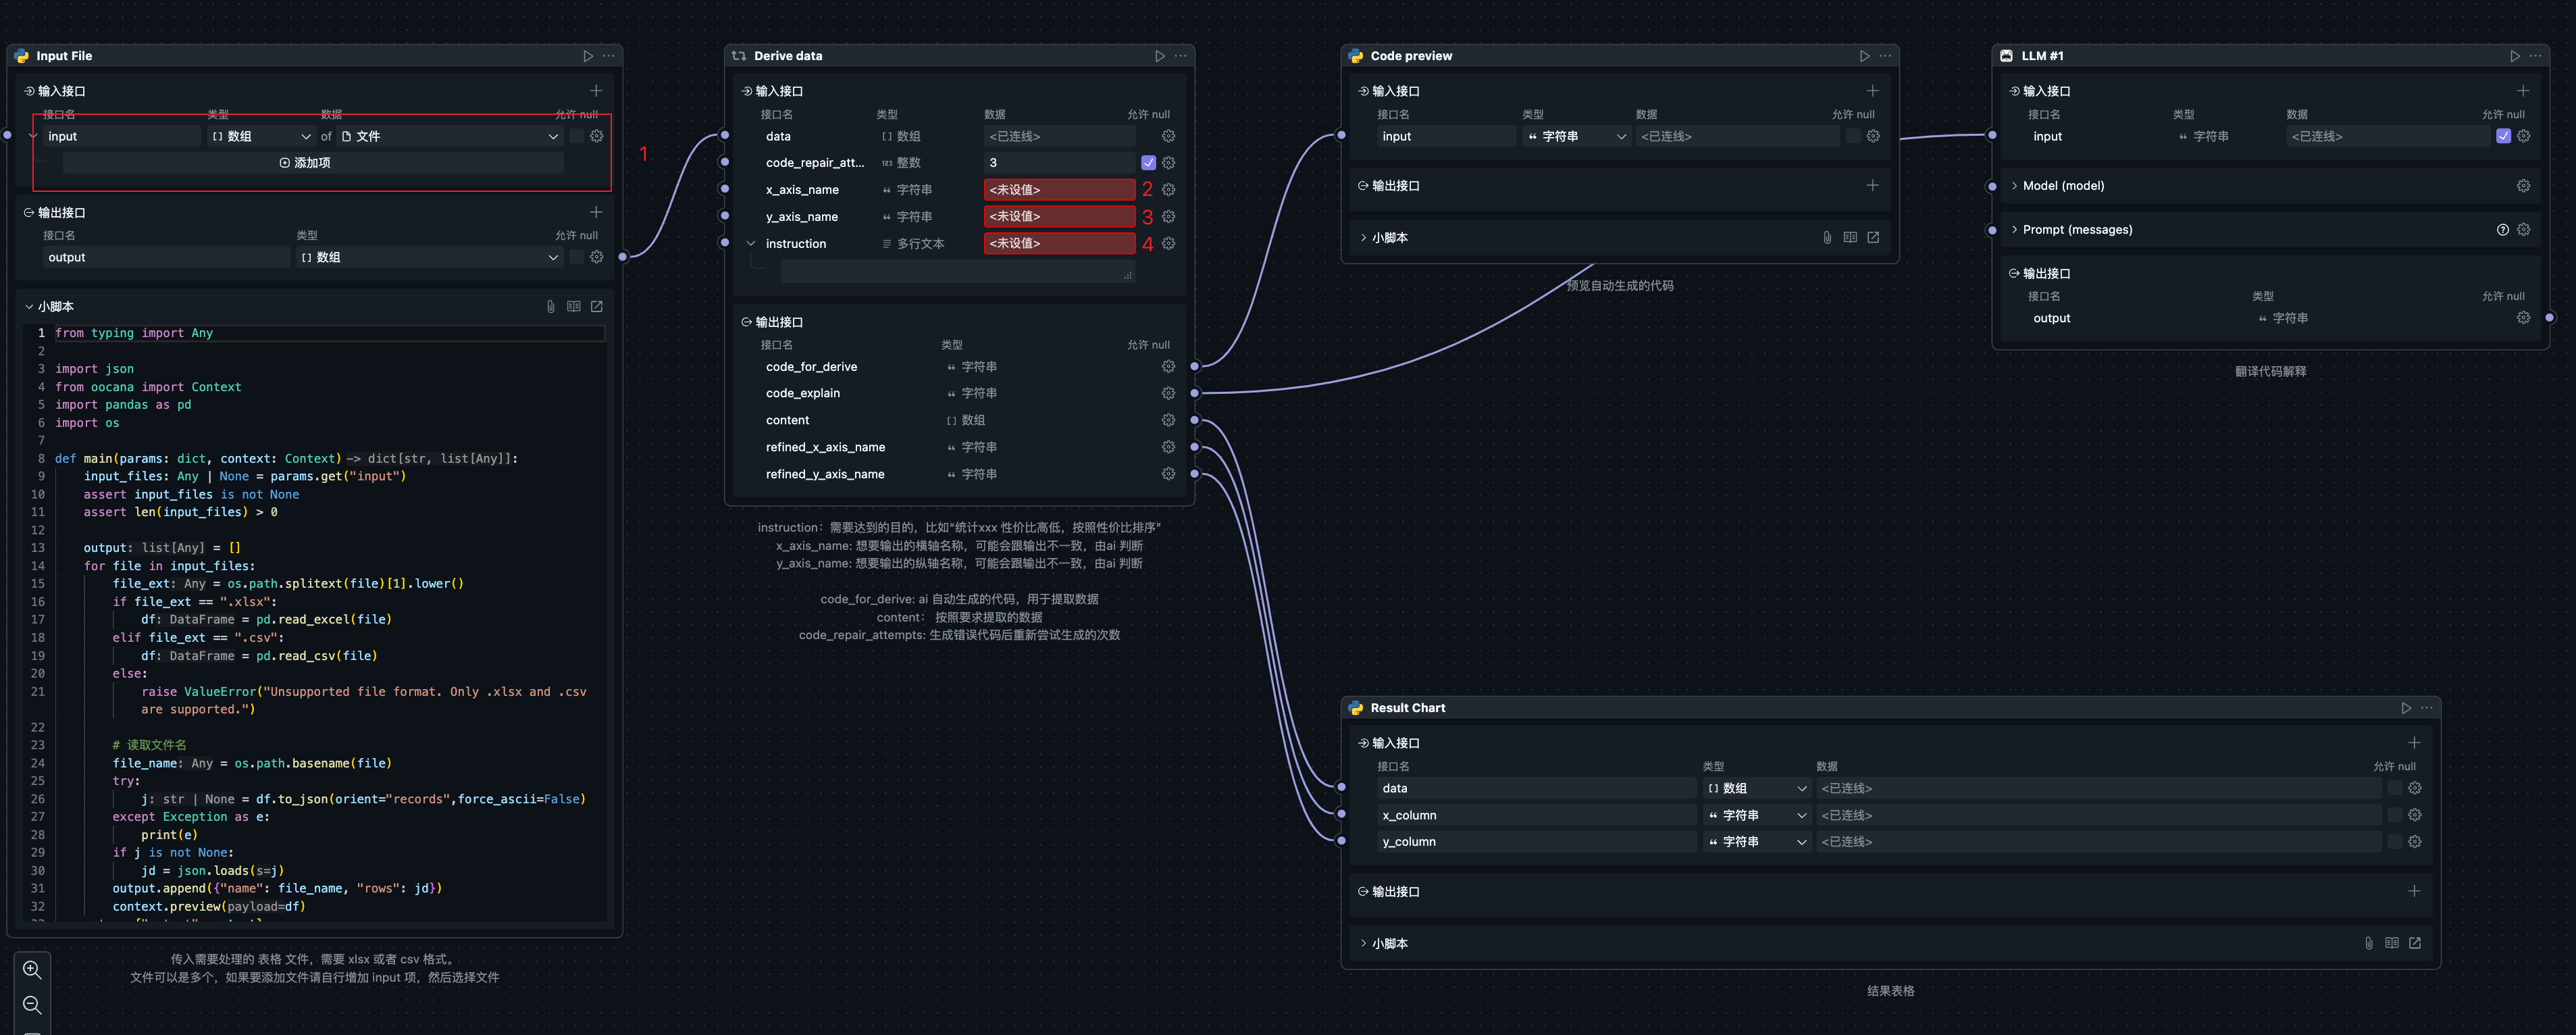 Input File
输入接口
接口名 类型 数据 允许 null
input [] 数组 of 文件
添加项
1
输出接口
接口名 类型 允许 null
output [] 数组
小脚本
1 from typing import Any
2
3 import json
4 from oocana import Context
5 import pandas as pd
6 import os
7
8 def main(params: dict, context: Context) -> dict[str, list[Any]]:
9 input_files: Any | None = params.get("input")
10 assert input_files is not None
11 assert len(input_files) > 0
12
13 output: list[Any] = []
14 for file in input_files:
15 file_ext: Any = os.path.splitext(file)[1].lower()
16 if file_ext == ".xlsx":
17 df: DataFrame = pd.read_excel(file)
18 elif file_ext == ".csv":
19 df: DataFrame = pd.read_csv(file)
20 else:
21 raise ValueError("Unsupported file format. Only .xlsx and .csv
are supported.")
22
23 # 读取文件名
24 file_name: Any = os.path.basename(file)
25 try:
26 j: str | None = df.to_json(orient="records",force_ascii=False)
27 except Exception as e:
28 print(e)
29 if j is not None:
30 jd = json.loads(s=j)
31 output.append({"name": file_name, "rows": jd})
32 context.preview(payload=df)
传入需要处理的 表格 文件，需要 xlsx 或者 csv 格式。
文件可以是多个，如果要添加文件请自行增加 input 项，然后选择文件
Derive data
输入接口
接口名 类型 数据 允许 null
data [] 数组 <已连线>
code_repair_att... 123 整数 3
x_axis_name “ 字符串 <未设值> 2
y_axis_name “ 字符串 <未设值> 3
instruction 多行文本 <未设值> 4
输出接口
接口名 类型 允许 null
code_for_derive “ 字符串
code_explain “ 字符串
content [] 数组
refined_x_axis_name “ 字符串
refined_y_axis_name “ 字符串
instruction：需要达到的目的，比如“统计xxx 性价比高低，按照性价比排序”
x_axis_name: 想要输出的横轴名称，可能会跟输出不一致，由ai 判断
y_axis_name: 想要输出的纵轴名称，可能会跟输出不一致，由ai 判断
code_for_derive: ai 自动生成的代码，用于提取数据
content： 按照要求提取的数据
code_repair_attempts: 生成错误代码后重新尝试生成的次数
Code preview
输入接口
接口名 类型 数据 允许 null
input “ 字符串 <已连线>
输出接口
小脚本
预览自动生成的代码
LLM #1
输入接口
接口名 类型 数据 允许 null
input “ 字符串 <已连线>
Model (model)
Prompt (messages)
输出接口
接口名 类型 允许 null
output “ 字符串
翻译代码解释
Result Chart
输入接口
接口名 类型 数据 允许 null
data [] 数组 <已连线>
x_column “ 字符串 <已连线>
y_column “ 字符串 <已连线>
输出接口
小脚本
结果表格